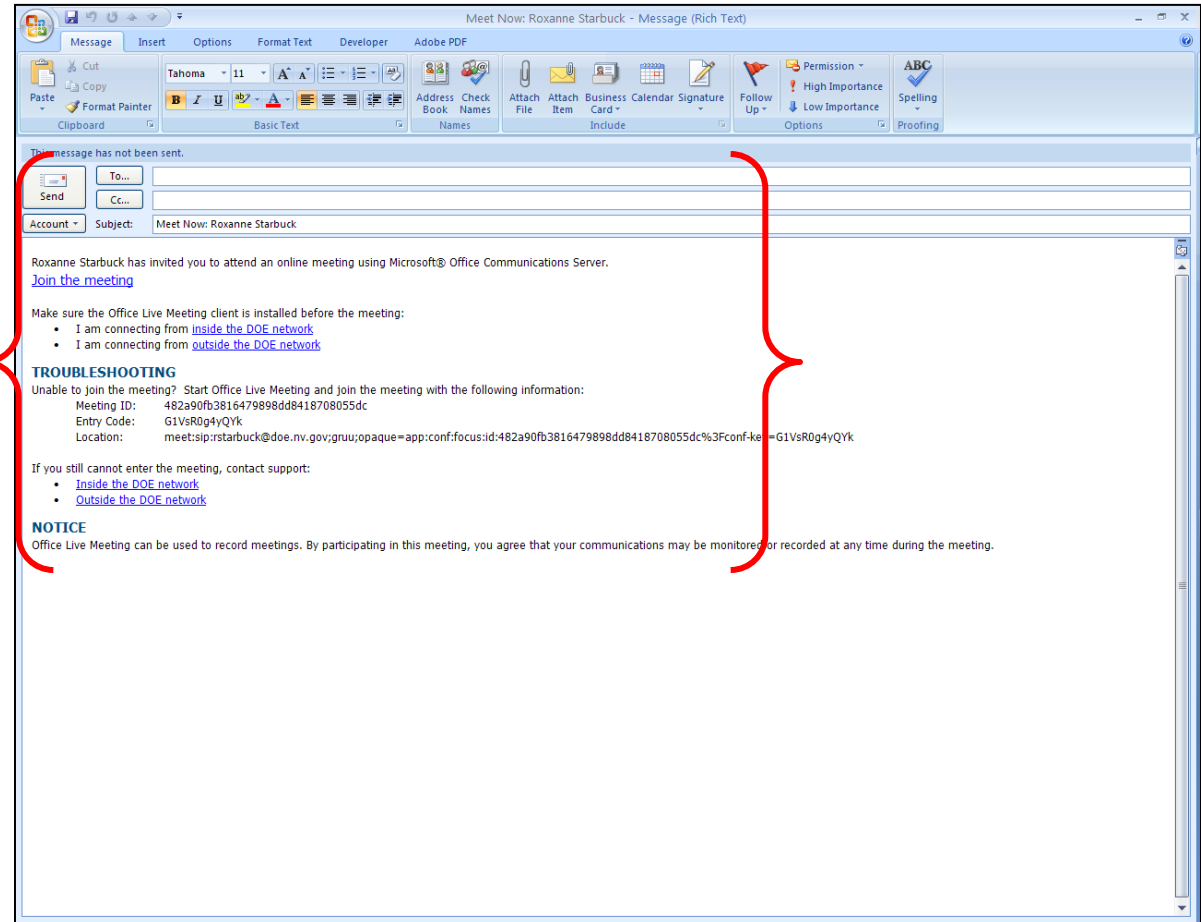 Meet Now: Roxanne Starbuck - Message (Rich Text)
Message Insert Options Format Text Developer Adobe PDF
Paste
Cut
Copy
Format Painter
Clipboard
Tahoma 11
B I U
Basic Text
Address Book
Check Names
Names
Attach File
Attach Item
Business Card
Calendar
Signature
Include
Follow Up
Permission
High Importance
Low Importance
Options
ABC
Spelling
Proofing
This message has not been sent.
Send
To...
Cc...
Account
Subject: Meet Now: Roxanne Starbuck
Roxanne Starbuck has invited you to attend an online meeting using Microsoft® Office Communications Server.
Join the meeting
Make sure the Office Live Meeting client is installed before the meeting:
• I am connecting from inside the DOE network
• I am connecting from outside the DOE network
TROUBLESHOOTING
Unable to join the meeting? Start Office Live Meeting and join the meeting with the following information:
Meeting ID: 482a90fb3816479898dd8418708055dc
Entry Code: G1VsR0g4yQYk
Location: meet:sip:rstarbuck@doe.nv.gov;gruu;opaque=app:conf:focus:id:482a90fb3816479898dd8418708055dc%3Fconf-key=G1VsR0g4yQYk
If you still cannot enter the meeting, contact support:
• Inside the DOE network
• Outside the DOE network
NOTICE
Office Live Meeting can be used to record meetings. By participating in this meeting, you agree that your communications may be monitored or recorded at any time during the meeting.